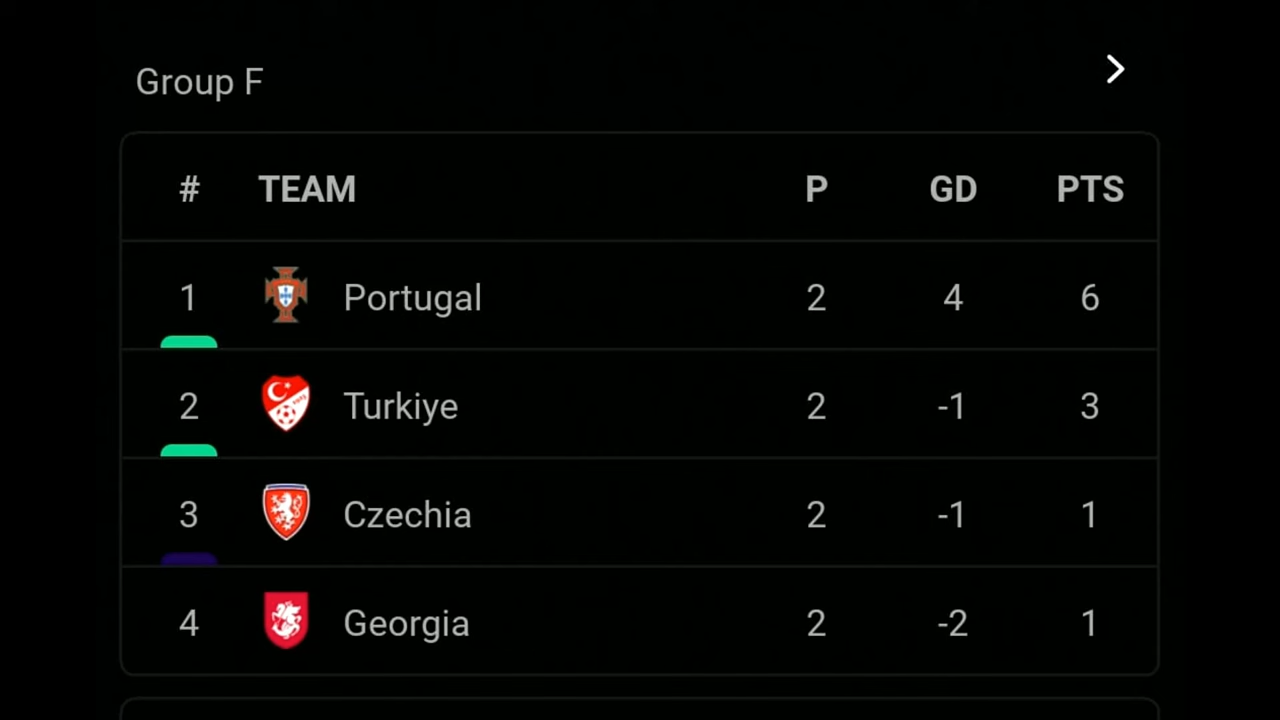 Group F
# TEAM P GD PTS
1 Portugal 2 4 6
2 Turkiye 2 -1 3
3 Czechia 2 -1 1
4 Georgia 2 -2 1